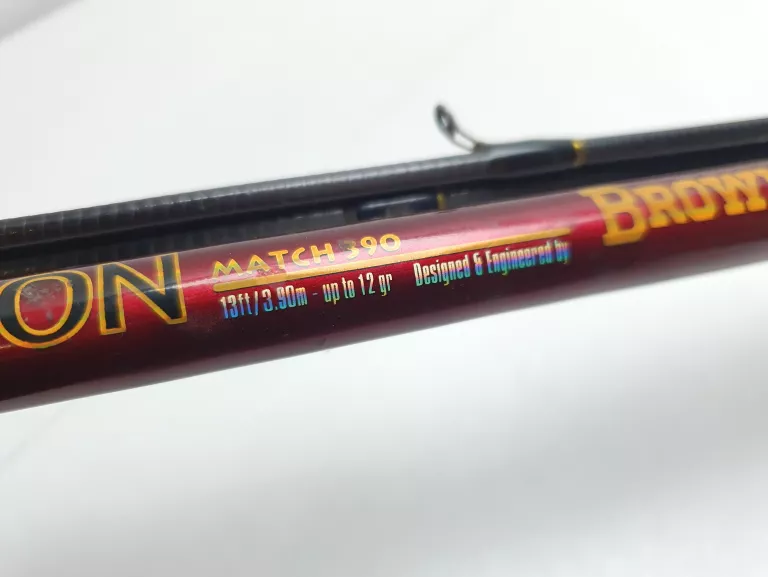 ON MATCH 390 BROW
13ft/3.90m - up to 12 gr Designed & Engineered by